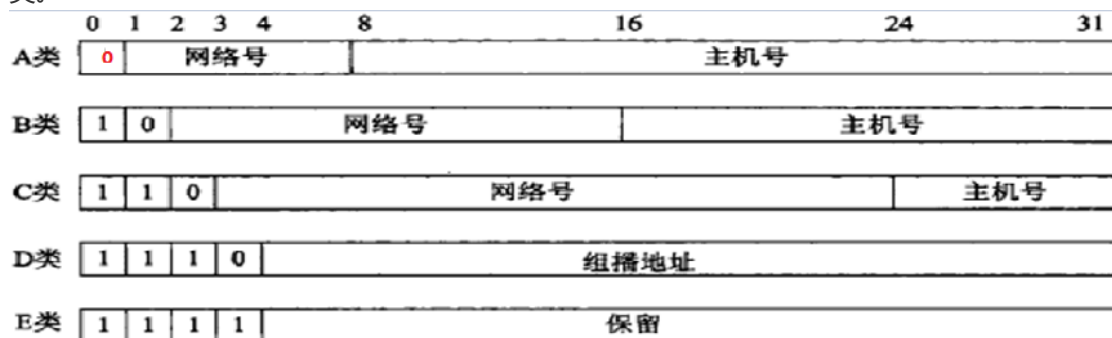 类。
0 1 2 3 4 8 16 24 31
A类 0 网络号 主机号
B类 1 0 网络号 主机号
C类 1 1 0 网络号 主机号
D类 1 1 1 0 组播地址
E类 1 1 1 1 保留